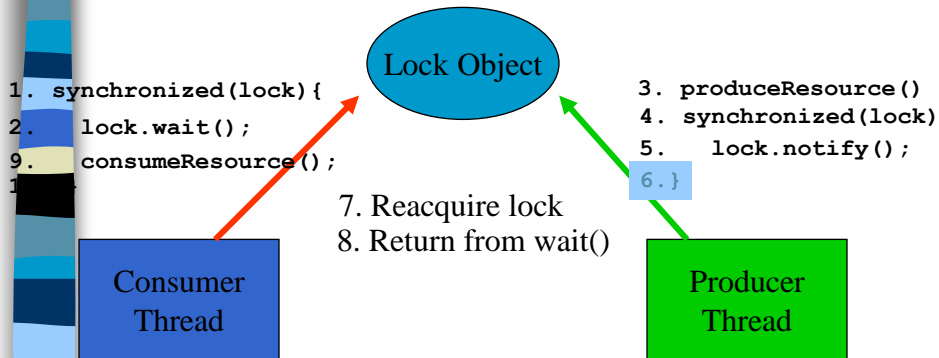 Lock Object
1. synchronized(lock){
2. lock.wait();
9. consumeResource();
3. produceResource()
4. synchronized(lock)
5. lock.notify();
6.}
7. Reacquire lock
8. Return from wait()
Consumer
Thread
Producer
Thread